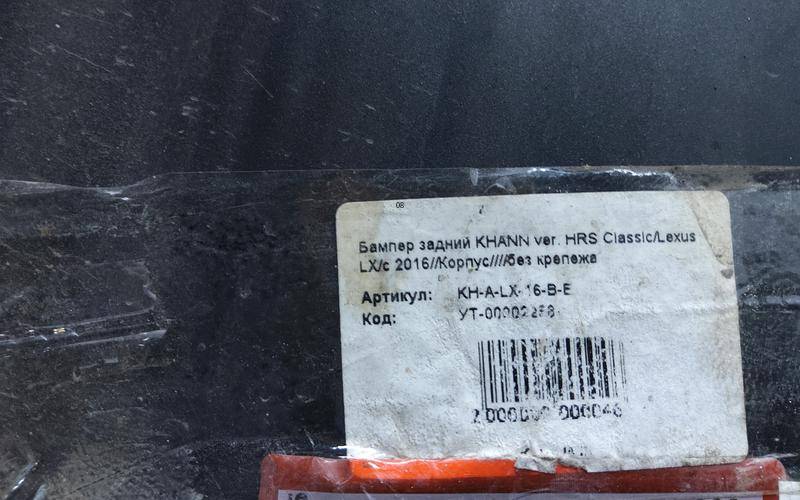 08
Бампер задний KHANN ver. HRS Classic/Lexus
LX/с 2016//Корпус////без крепежа
Артикул: KH-A-LX-16-B-E
Код: